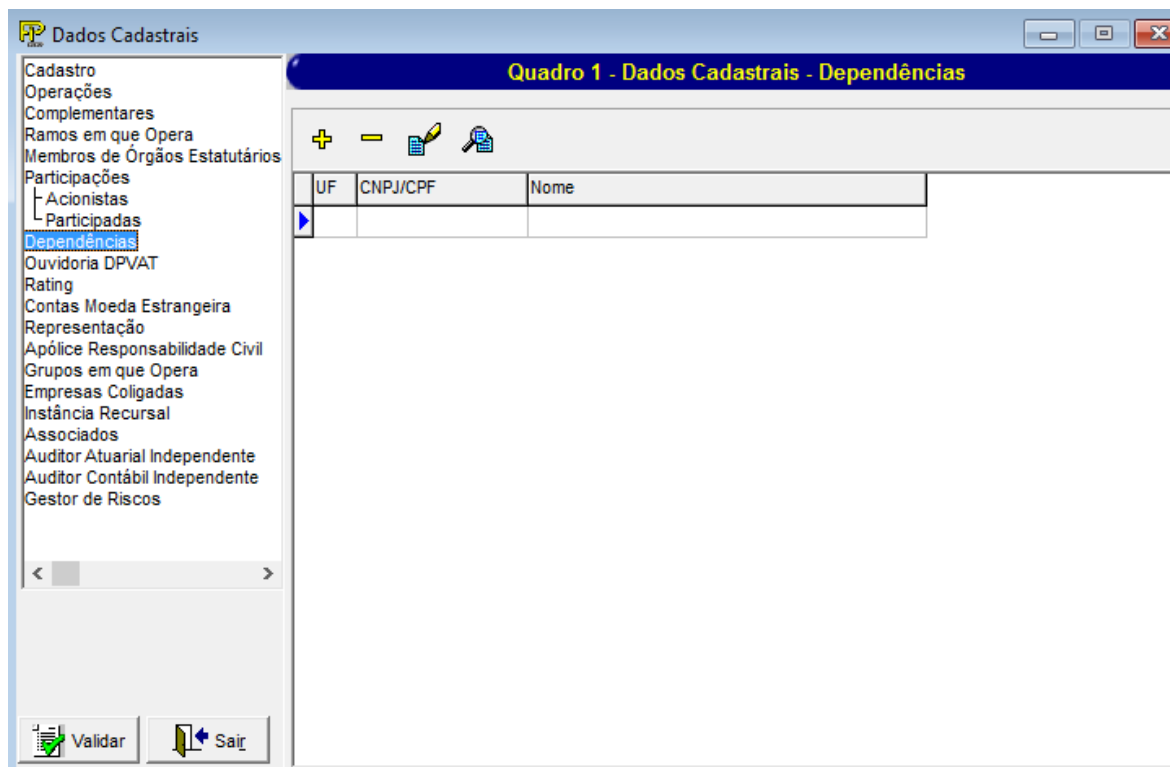 Dados Cadastrais
Cadastro
Operações
Complementares
Ramos em que Opera
Membros de Órgãos Estatutários
Participações
Acionistas
Participadas
Dependências
Ouvidoria DPVAT
Rating
Contas Moeda Estrangeira
Representação
Apólice Responsabilidade Civil
Grupos em que Opera
Empresas Coligadas
Instância Recursal
Associados
Auditor Atuarial Independente
Auditor Contábil Independente
Gestor de Riscos
Validar
Sair
Quadro 1 - Dados Cadastrais - Dependências
UF CNPJ/CPF Nome